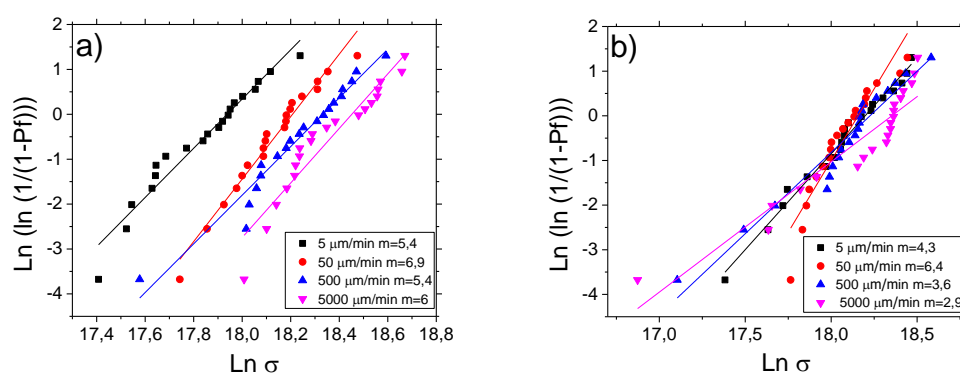 a)
Ln (ln (1/(1-Pf)))
2
1
0
-1
-2
-3
-4
17,4 17,6 17,8 18,0 18,2 18,4 18,6 18,8
Ln σ
5 μm/min m=5,4
50 μm/min m=6,9
500 μm/min m=5,4
5000 μm/min m=6
b)
Ln (ln (1/(1-Pf)))
2
1
0
-1
-2
-3
-4
17,0 17,5 18,0 18,5
Ln σ
5 μm/min m=4,3
50 μm/min m=6,4
500 μm/min m=3,6
5000 μm/min m=2,9